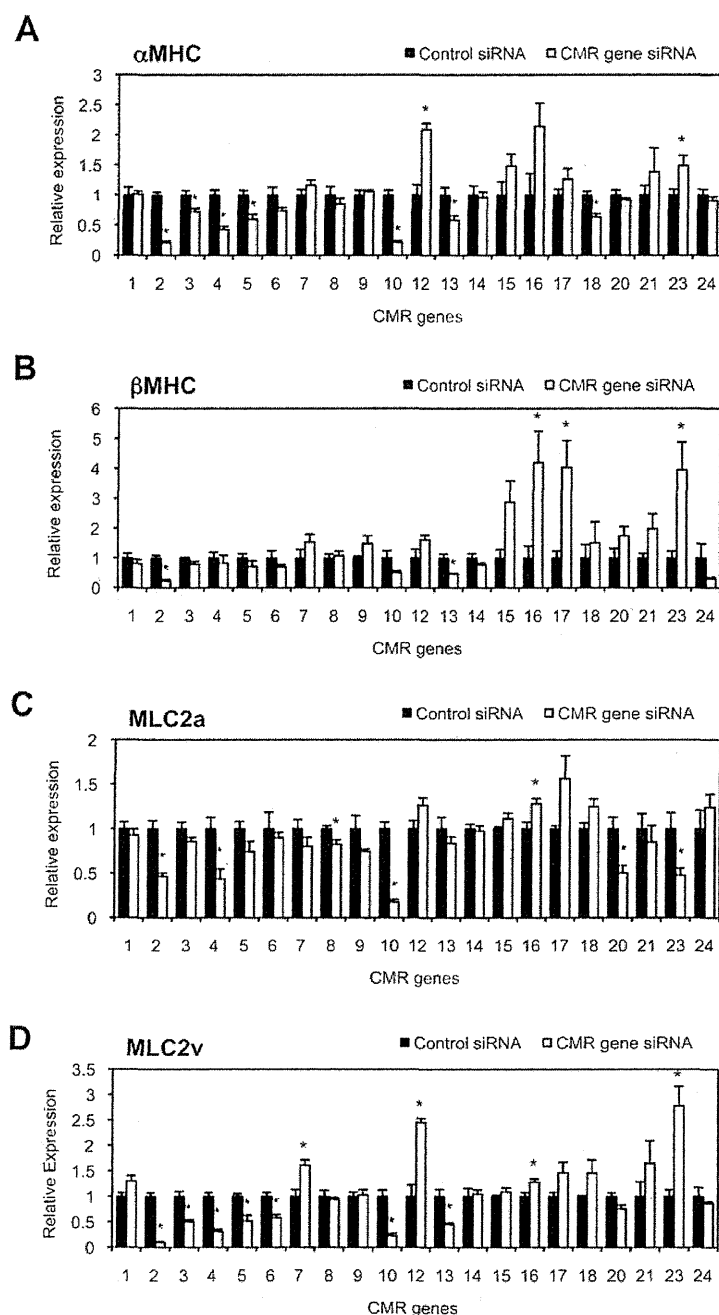 A
αMHC
■ Control siRNA □ CMR gene siRNA
Relative expression
3
2.5
2
1.5
1
0.5
0
1 2 3 4 5 6 7 8 9 10 12 13 14 15 16 17 18 20 21 23 24
* * * * * * * * * 
CMR genes
B
βMHC
■ Control siRNA □ CMR gene siRNA
Relative expression
6
5
4
3
2
1
0
* * * * *
1 2 3 4 5 6 7 8 9 10 12 13 14 15 16 17 18 20 21 23 24
CMR genes
C
MLC2a
■ Control siRNA □ CMR gene siRNA
Relative expression
2
1.5
1
0.5
0
* * * * * * *
1 2 3 4 5 6 7 8 9 10 12 13 14 15 16 17 18 20 21 23 24
CMR genes
D
MLC2v
■ Control siRNA □ CMR gene siRNA
Relative Expression
3.5
3
2.5
2
1.5
1
0.5
0
* * * * * * * * * * *
1 2 3 4 5 6 7 8 9 10 12 13 14 15 16 17 18 20 21 23 24
CMR genes